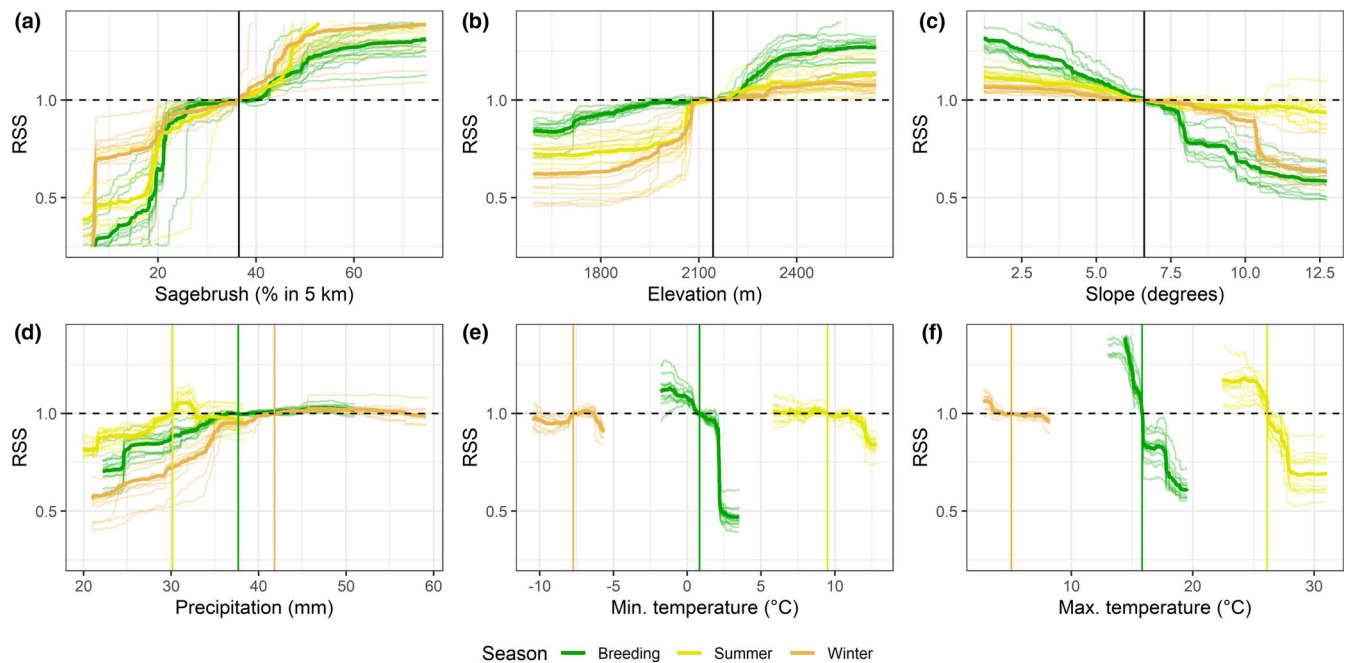 (a)
RSS
1.0
0.5
20 40 60
Sagebrush (% in 5 km)
(b)
RSS
1.0
0.5
1800 2100 2400
Elevation (m)
(c)
RSS
1.0
0.5
2.5 5.0 7.5 10.0 12.5
Slope (degrees)
(d)
RSS
1.0
0.5
20 30 40 50 60
Precipitation (mm)
(e)
RSS
1.0
0.5
-10 -5 0 5 10
Min. temperature (°C)
(f)
RSS
1.0
0.5
10 20 30
Max. temperature (°C)
Season Breeding Summer Winter